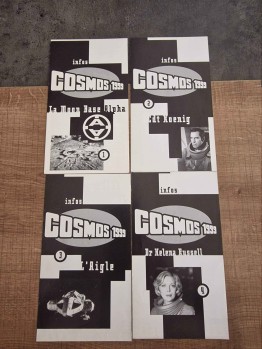 infos
COSMOS 1999
La Moon Base Alpha
1
infos
COSMOS 1999
2
Cdt Koenig
infos
COSMOS 1999
3
L'Aigle
infos
COSMOS 1999
Dr Helena Russell
4